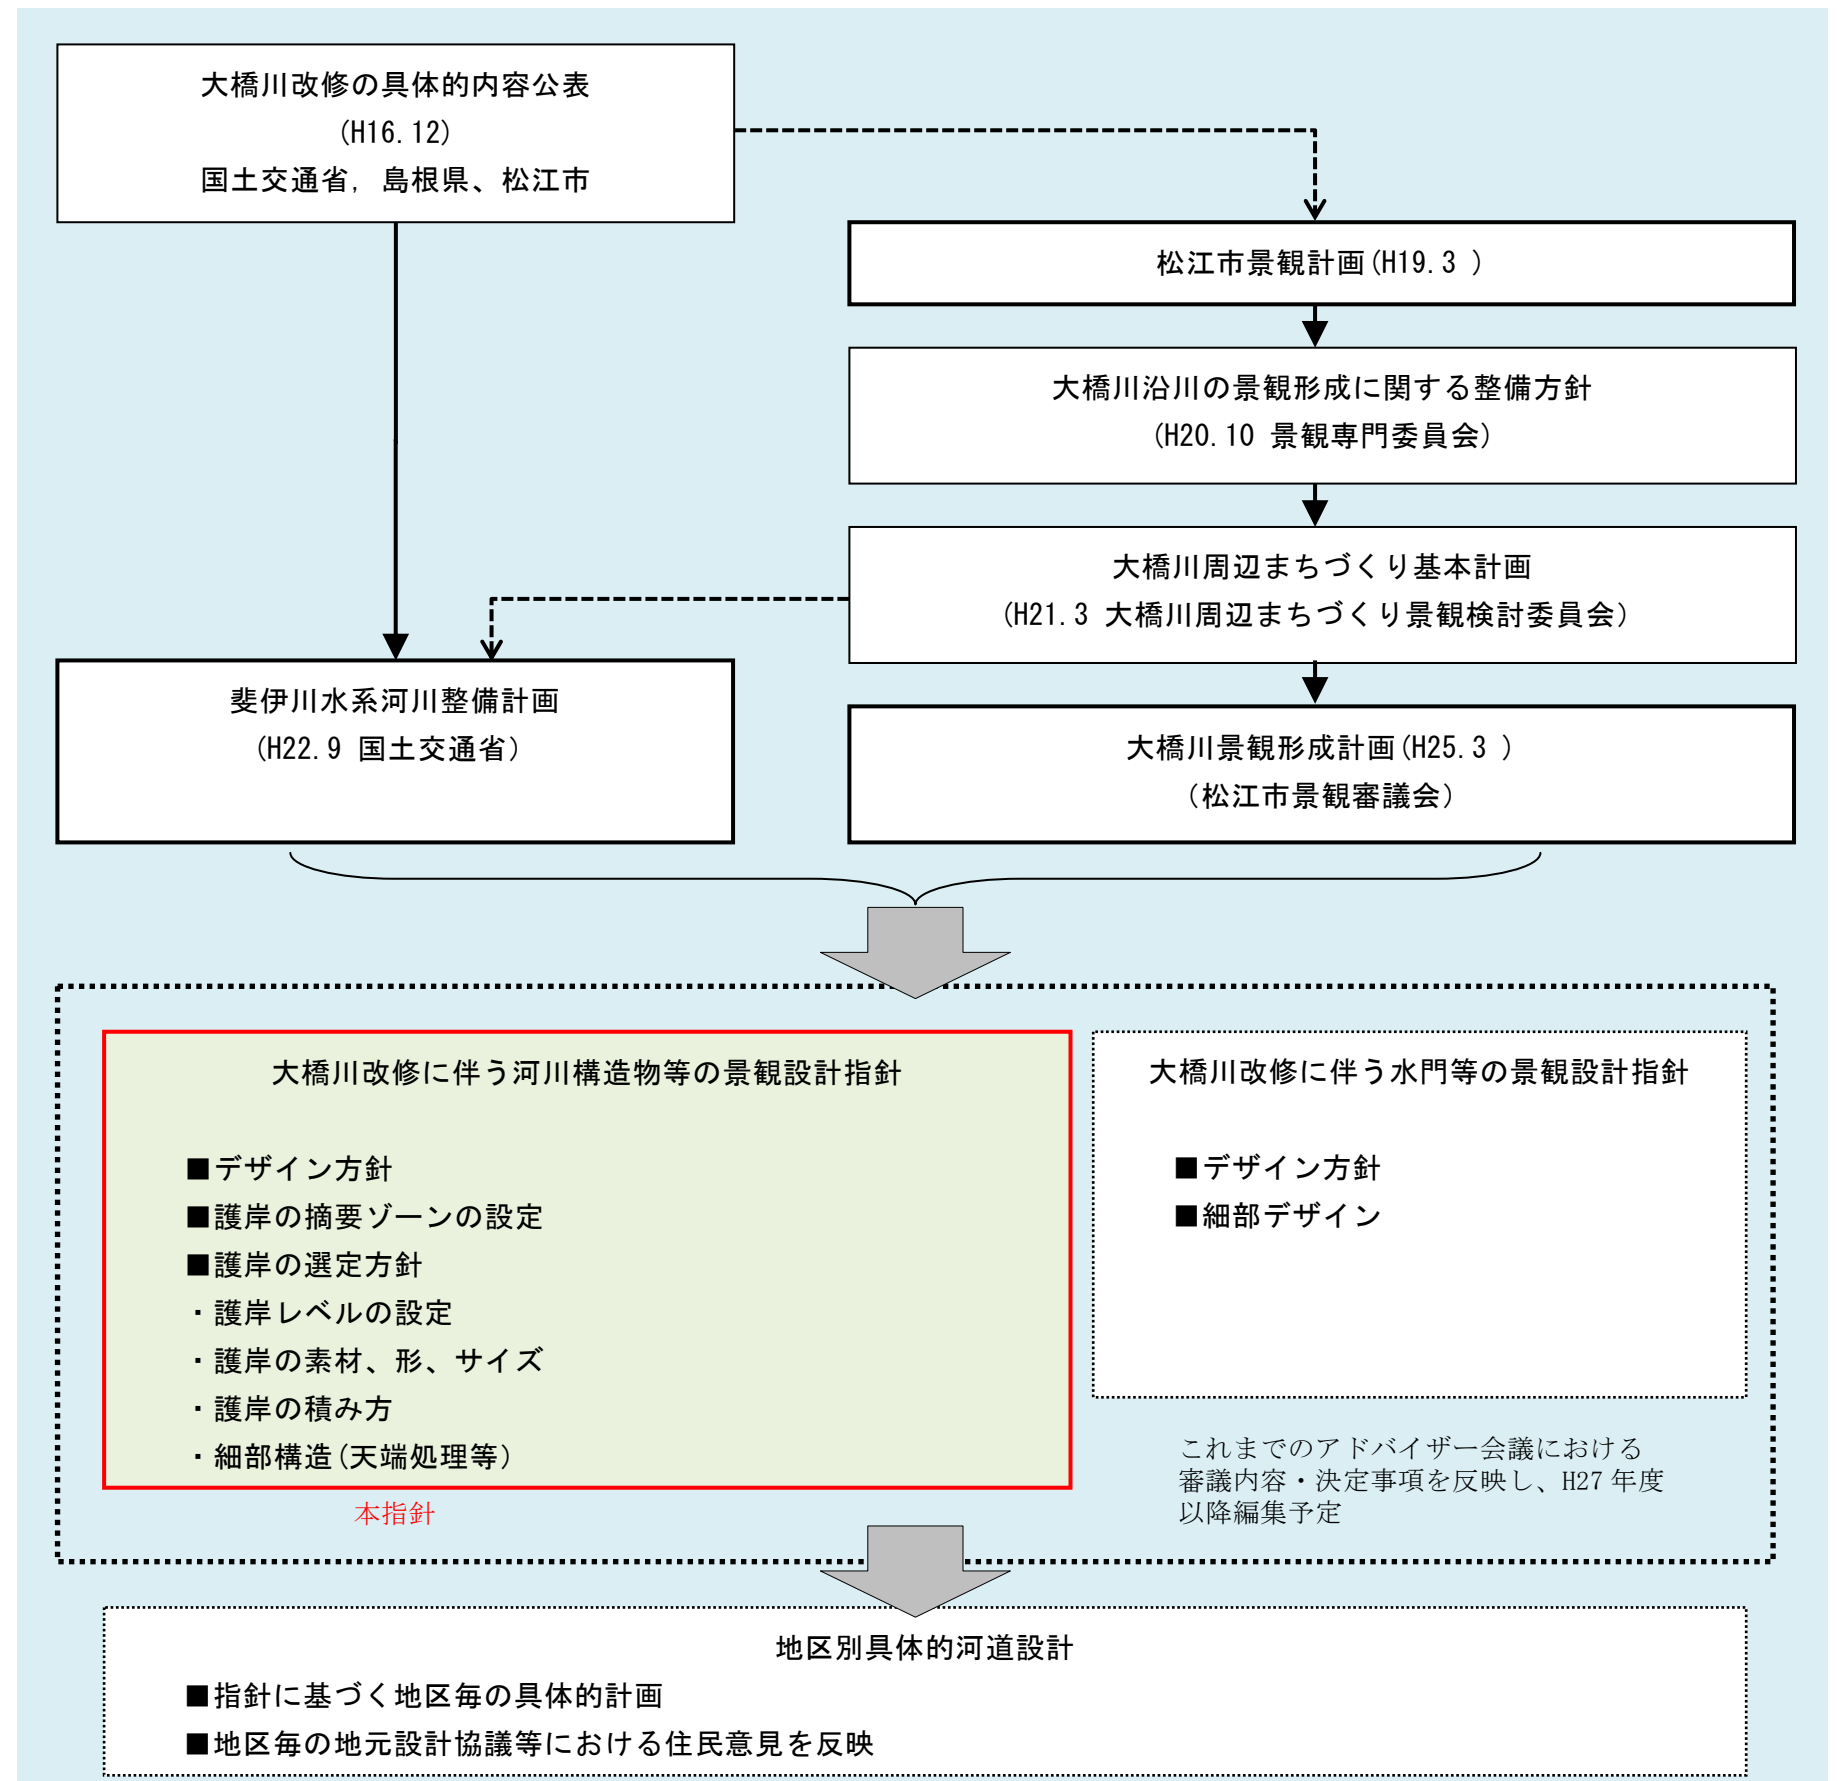 大橋川改修の具体的内容公表
(H16.12)
国土交通省，島根県、松江市
松江市景観計画(H19.3 )
大橋川沿川の景観形成に関する整備方針
(H20.10 景観専門委員会)
大橋川周辺まちづくり基本計画
(H21.3 大橋川周辺まちづくり景観検討委員会)
斐伊川水系河川整備計画
(H22.9 国土交通省)
大橋川景観形成計画(H25.3 )
(松江市景観審議会)
大橋川改修に伴う河川構造物等の景観設計指針
■デザイン方針
■護岸の摘要ゾーンの設定
■護岸の選定方針
・護岸レベルの設定
・護岸の素材、形、サイズ
・護岸の積み方
・細部構造(天端処理等)
本指針
大橋川改修に伴う水門等の景観設計指針
■デザイン方針
■細部デザイン
これまでのアドバイザー会議における
審議内容・決定事項を反映し、H27年度
以降編集予定
地区別具体的河道設計
■指針に基づく地区毎の具体的計画
■地区毎の地元設計協議等における住民意見を反映